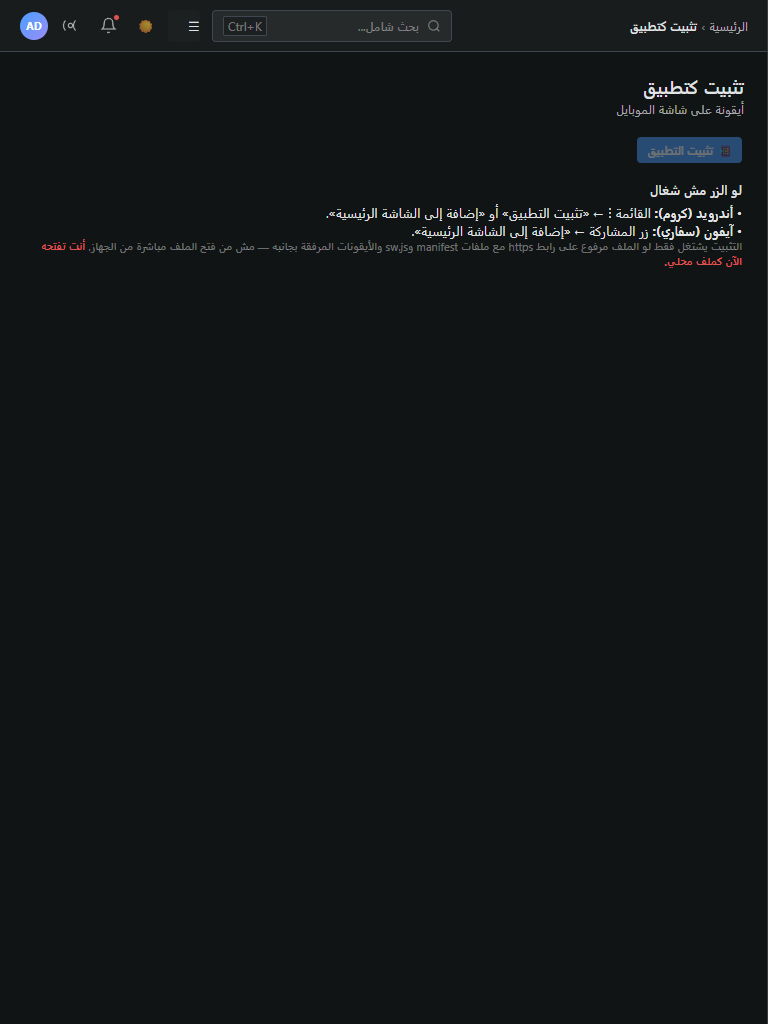 الرئيسية › تثبيت كتطبيق
بحث شامل... Ctrl+K
AD
تثبيت كتطبيق
أيقونة على شاشة الموبايل
تثبيت التطبيق
لو الزر مش شغال
• أندرويد (كروم): القائمة ⋮ ← «تثبيت التطبيق» أو «إضافة إلى الشاشة الرئيسية».
• آيفون (سفاري): زر المشاركة ← «إضافة إلى الشاشة الرئيسية».
التثبيت يشتغل فقط لو الملف مرفوع على رابط https مع ملفات manifest وsw.js والأيقونات المرفقة بجانبه — مش من فتح الملف مباشرة من الجهاز. أنت تفتحه
الآن كملف محلي.